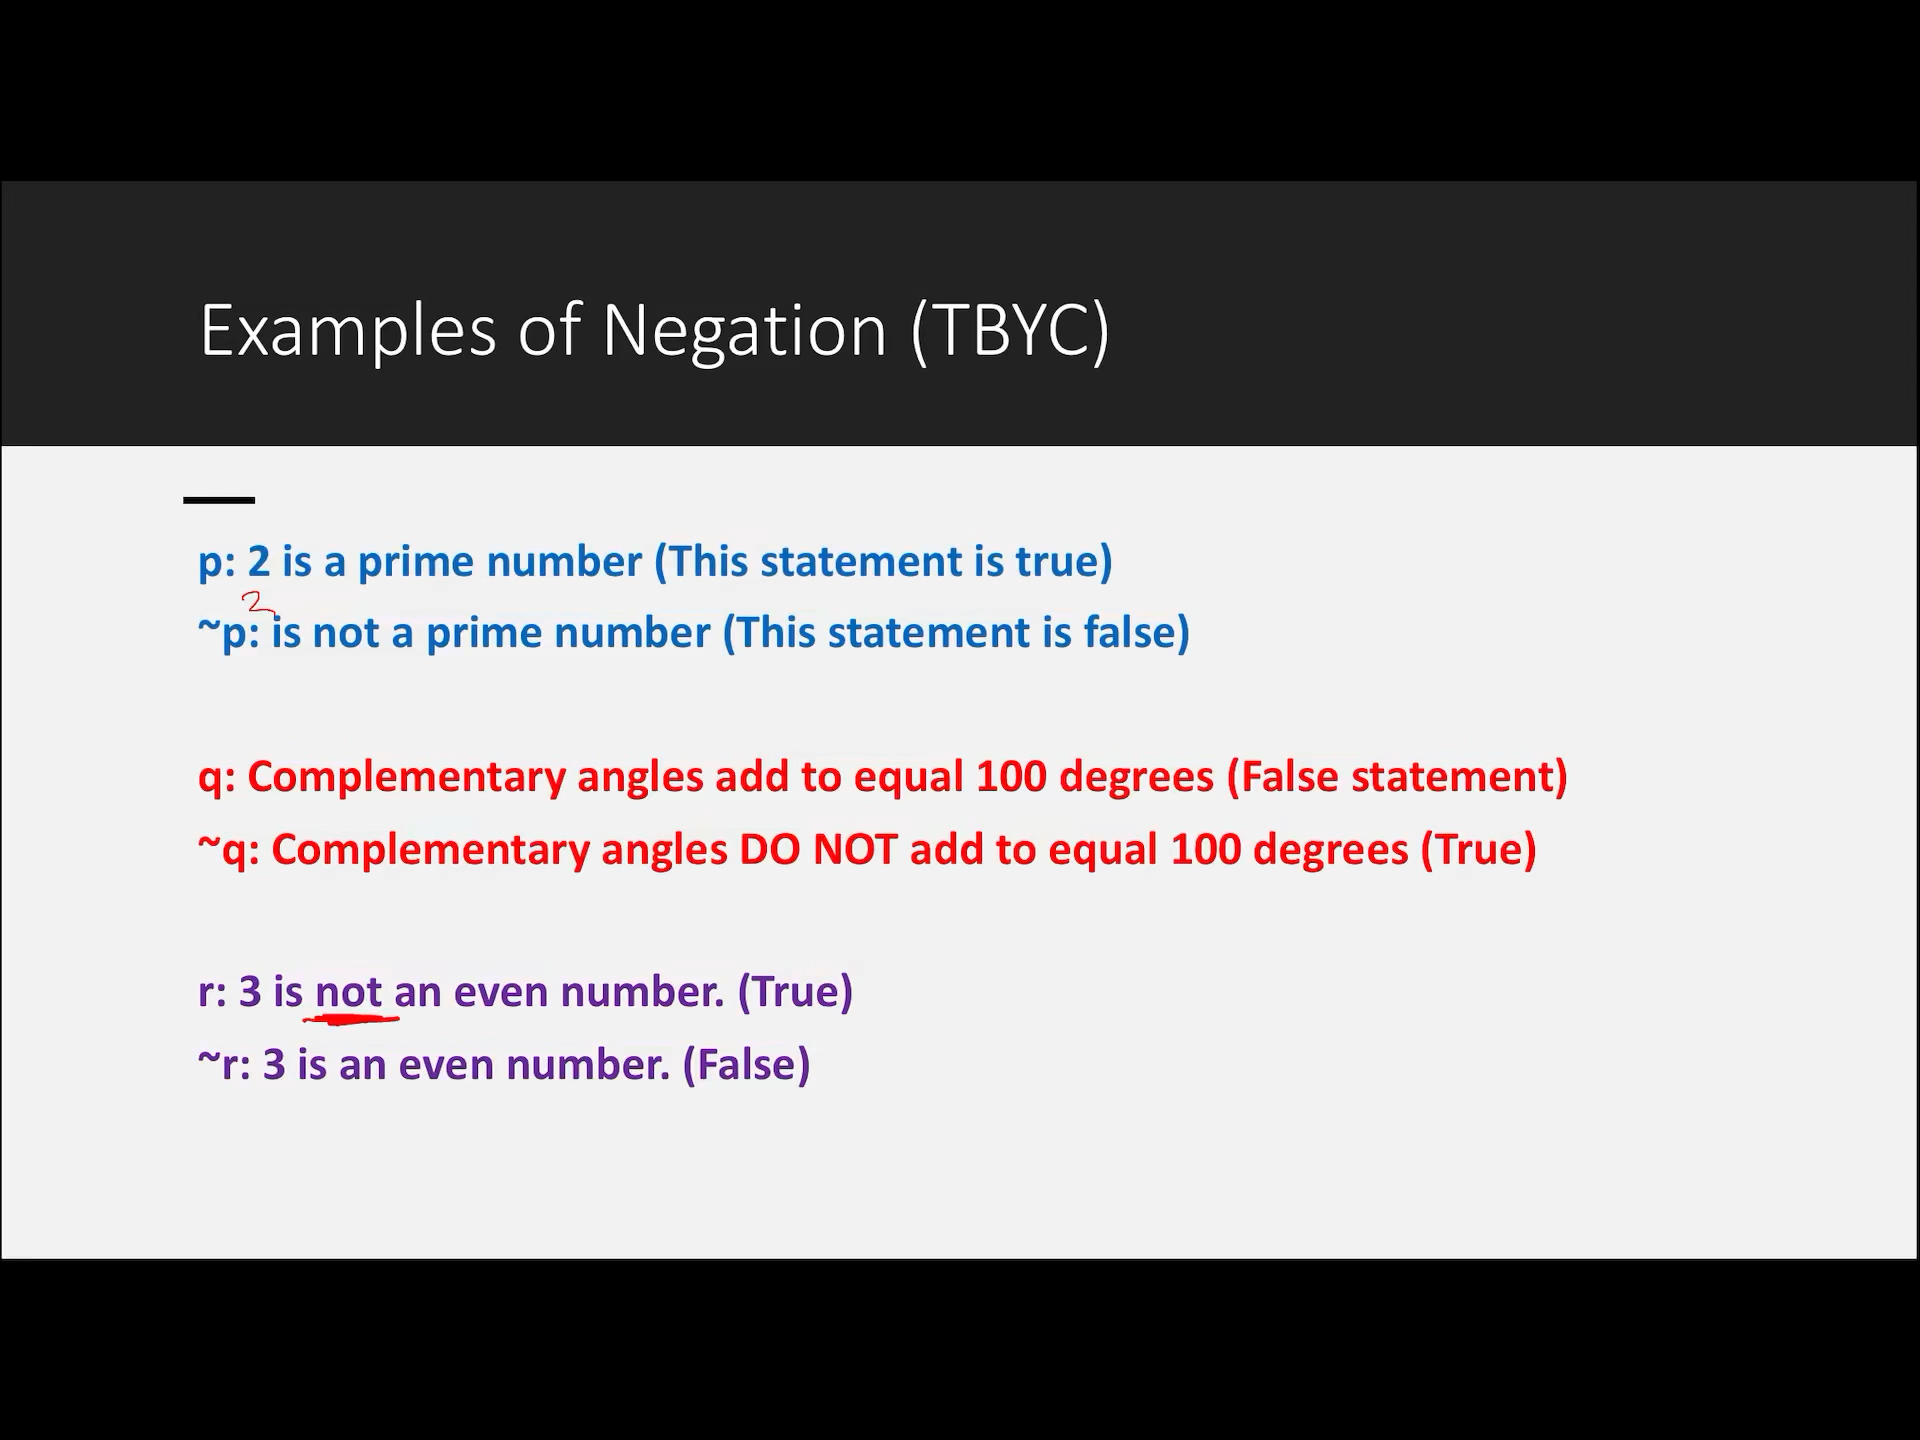 Examples of Negation (TBYC)
p: 2 is a prime number (This statement is true)
2
~p: is not a prime number (This statement is false)
q: Complementary angles add to equal 100 degrees (False statement)
~q: Complementary angles DO NOT add to equal 100 degrees (True)
r: 3 is not an even number. (True)
~r: 3 is an even number. (False)